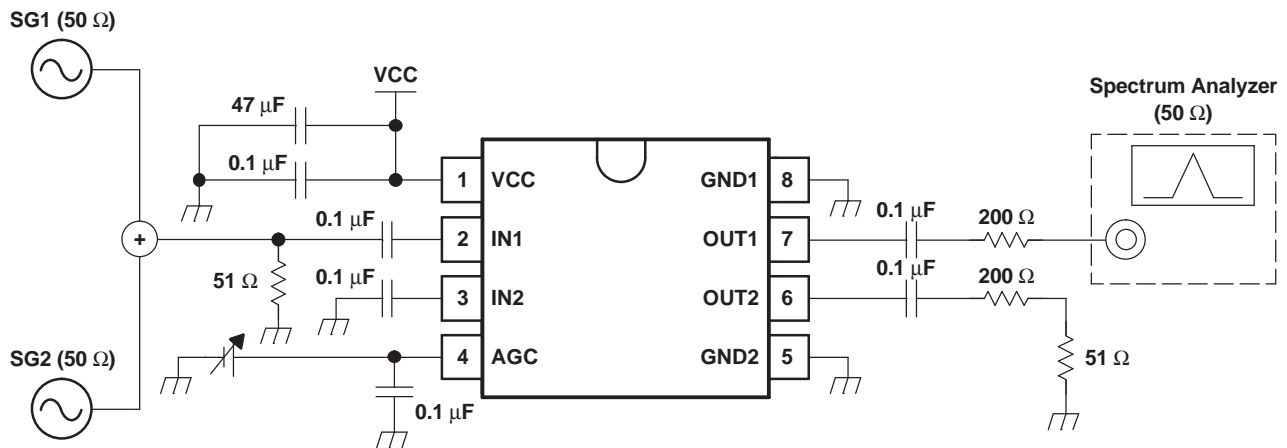 SG1 (50 Ω)
VCC
47 μF
0.1 μF
Spectrum Analyzer
(50 Ω)
1 VCC GND1 8
0.1 μF
0.1 μF
200 Ω
+
2 IN1 OUT1 7
51 Ω
0.1 μF
0.1 μF
200 Ω
3 IN2 OUT2 6
SG2 (50 Ω)
4 AGC GND2 5
51 Ω
0.1 μF